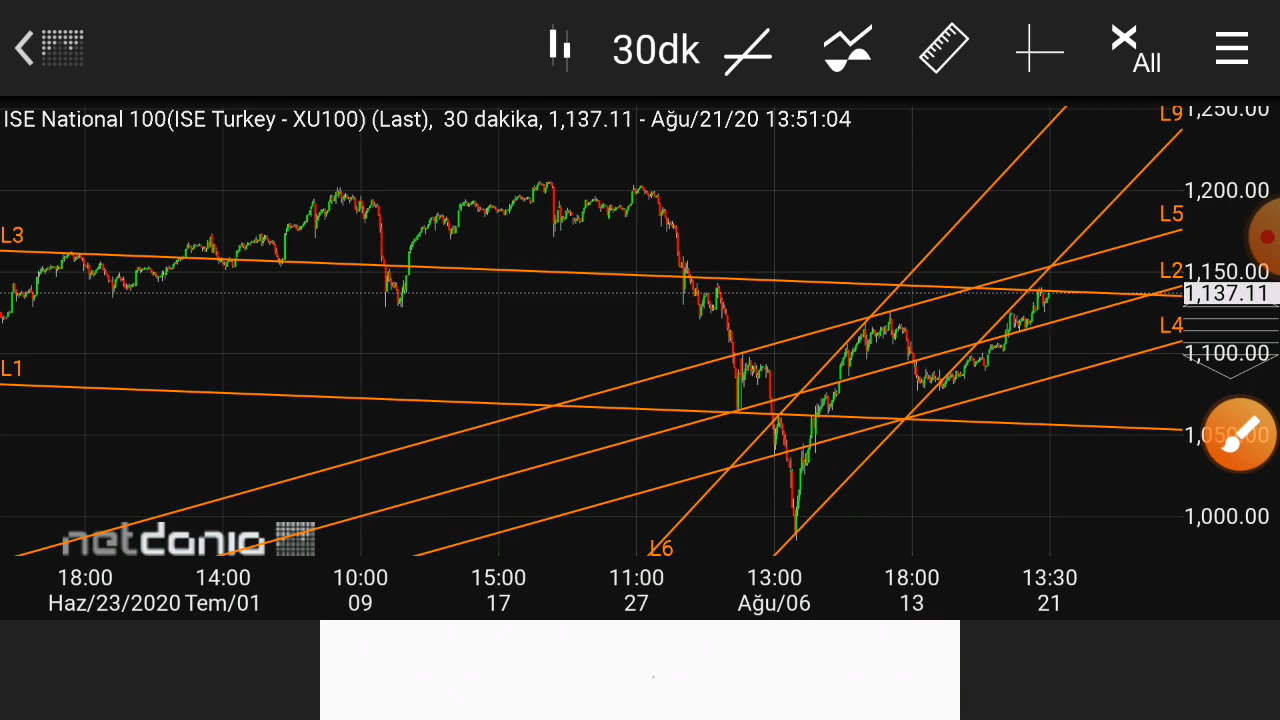 30dk
All
ISE National 100(ISE Turkey - XU100) (Last), 30 dakika, 1,137.11 - Ağu/21/20 13:51:04
L9
1,250.00
1,200.00
L5
L3
L2
1,150.00
1,137.11
L4
1,100.00
L1
1,050.00
1,000.00
netdania
L6
18:00 14:00 10:00 15:00 11:00 13:00 18:00 13:30
Haz/23/2020 Tem/01 09 17 27 Ağu/06 13 21